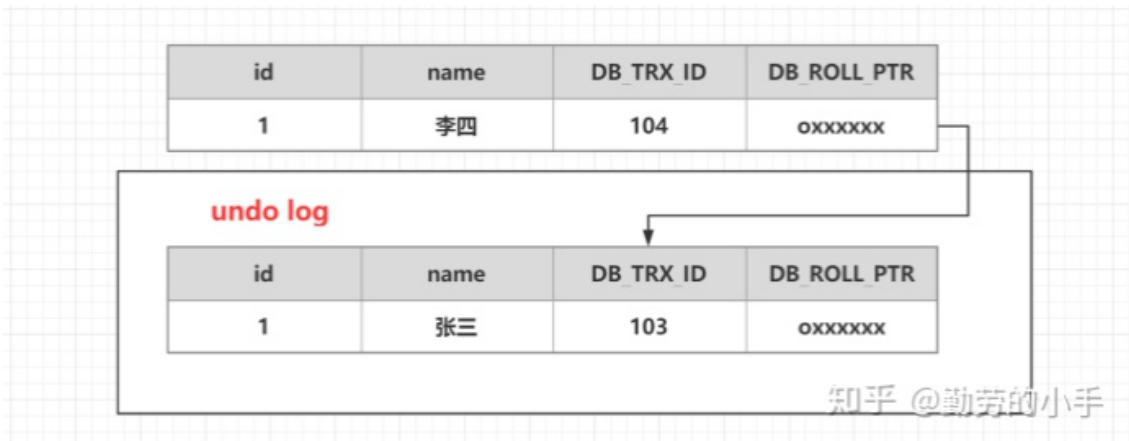 id name DB_TRX_ID DB_ROLL_PTR
1 李四 104 oxxxxxx
undo log
id name DB_TRX_ID DB_ROLL_PTR
1 张三 103 oxxxxxx
知乎 @勤劳的小手